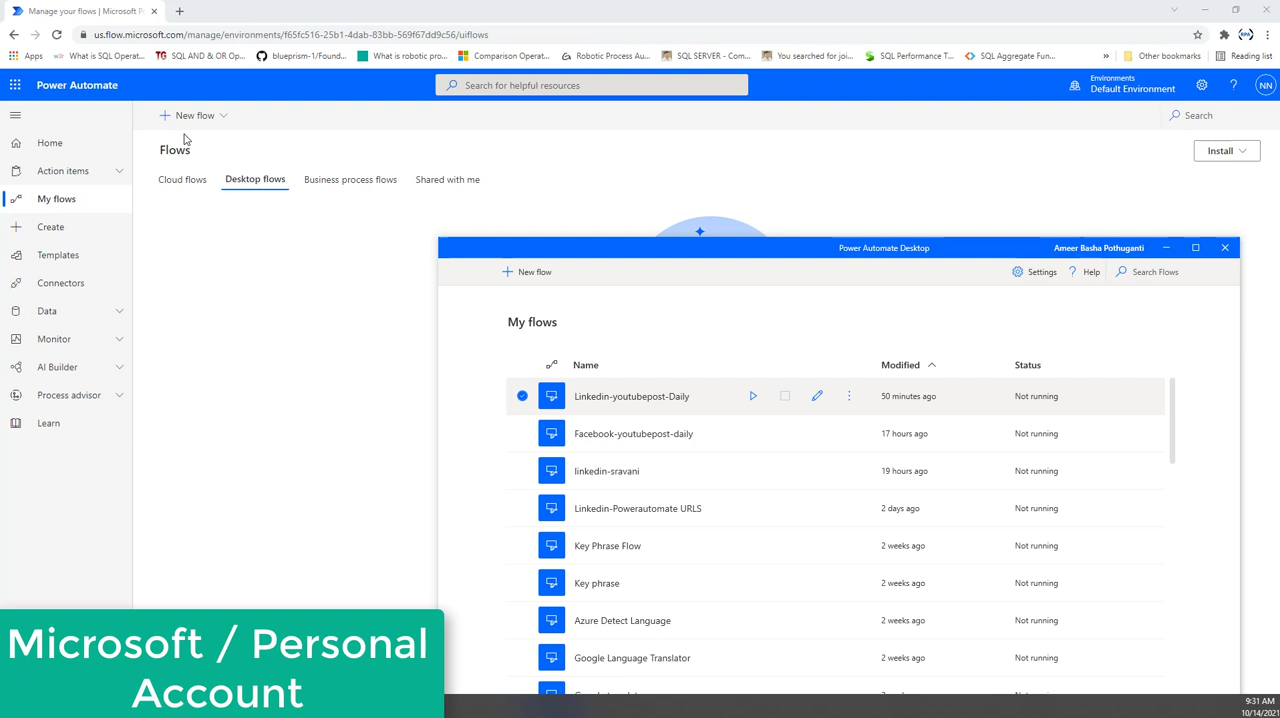 Manage your flows | Microsoft P
us.flow.microsoft.com/manage/environments/f65fc516-25b1-4dab-83bb-569f67dd9c56/uiflows
Apps
What is SQL Operat...
SQL AND & OR Op...
blueprism-1/Found...
What is robotic pro...
Comparison Operat...
Robotic Process Au...
SQL SERVER - Com...
You searched for joi...
SQL Performance T...
SQL Aggregate Fun...
»
Other bookmarks
Reading list
Power Automate
Search for helpful resources
Environments
Default Environment
NN
New flow
Search
Home
Flows
Install
Action items
Cloud flows
Desktop flows
Business process flows
Shared with me
My flows
Create
Templates
Connectors
Data
Monitor
AI Builder
Process advisor
Learn
Power Automate Desktop
Ameer Basha Pothuganti
New flow
Settings
Help
Search Flows
My flows
Name
Modified
Status
Linkedin-youtubepost-Daily
50 minutes ago
Not running
Facebook-youtubepost-daily
17 hours ago
Not running
linkedin-sravani
19 hours ago
Not running
Linkedin-Powerautomate URLS
2 days ago
Not running
Key Phrase Flow
2 weeks ago
Not running
Key phrase
2 weeks ago
Not running
Azure Detect Language
2 weeks ago
Not running
Google Language Translator
2 weeks ago
Not running
Microsoft / Personal
Account
9:31 AM
10/14/2021